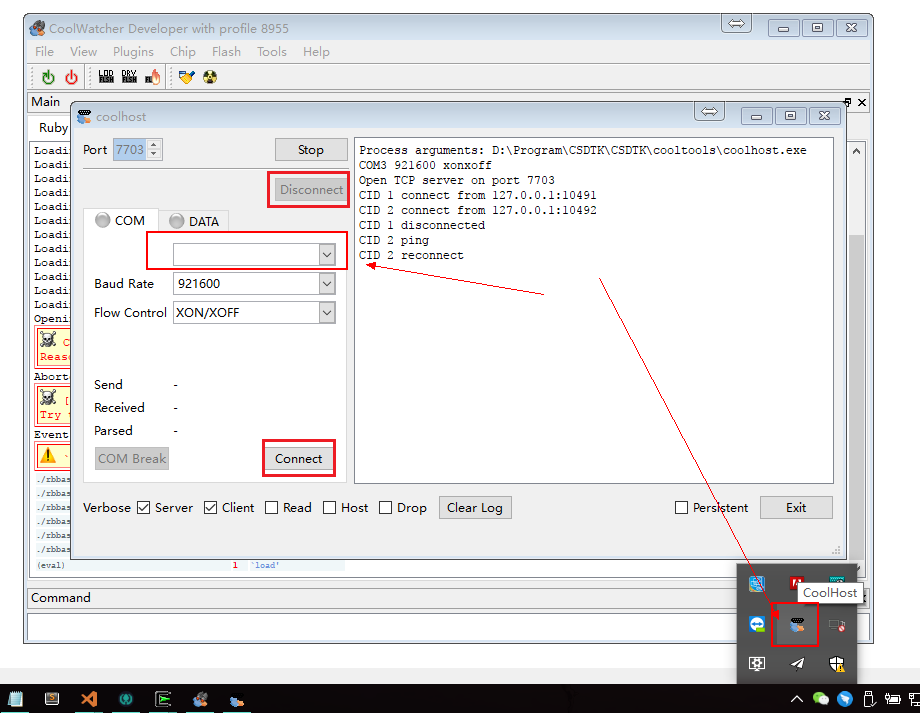 CoolWatcher Developer with profile 8955
File View Plugins Chip Flash Tools Help
Main
Ruby
coolhost
Port 7703 Stop
Disconnect
COM DATA
Baud Rate 921600
Flow Control XON/XOFF
Send -
Received -
Parsed -
COM Break Connect
Process arguments: D:\Program\CSDTK\CSDTK\cooltools\coolhost.exe
COM3 921600 xonxoff
Open TCP server on port 7703
CID 1 connect from 127.0.0.1:10491
CID 2 connect from 127.0.0.1:10492
CID 1 disconnected
CID 2 ping
CID 2 reconnect
Verbose Server Client Read Host Drop Clear Log Persistent Exit
Loadi
Loadi
Loadi
Loadi
Loadi
Loadi
Loadi
Loadi
Loadi
Loadi
Loadi
Loadi
Openi
C
Reaso
Abort
[
Try
Event
./rbbas
./rbbas
./rbbas
./rbbas
./rbbas
./rbbas
(eval) 1 `load'
Command
CoolHost